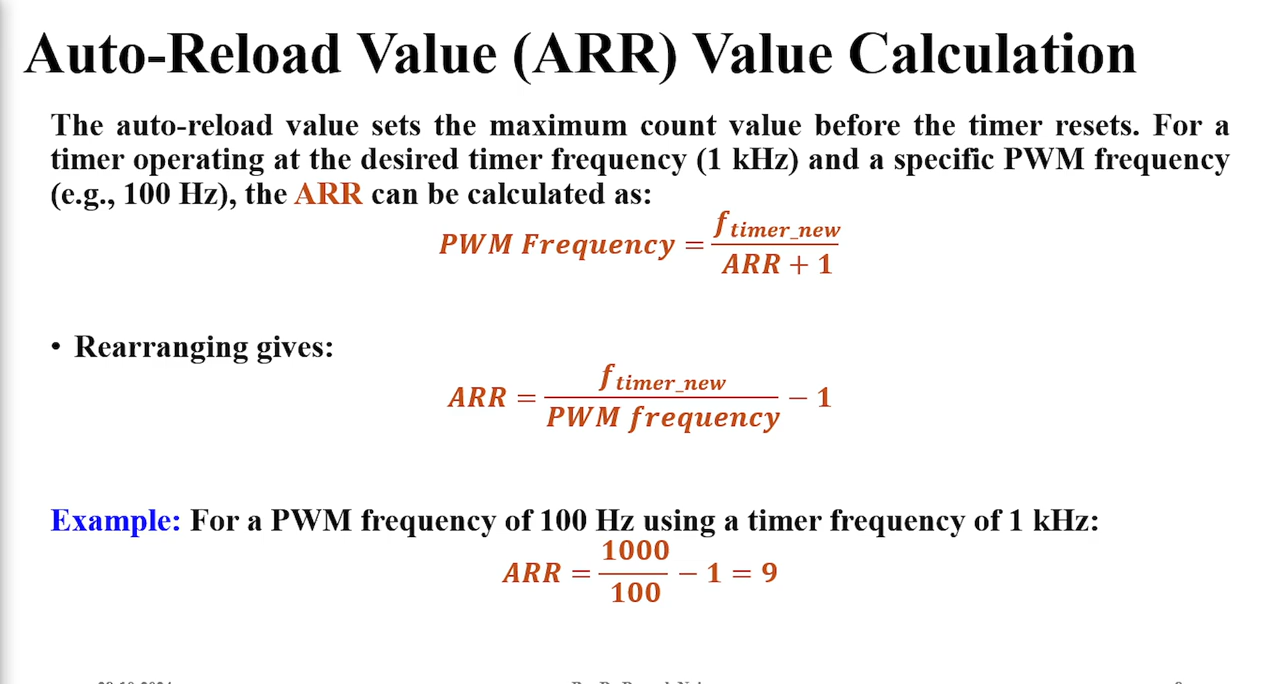 Auto-Reload Value (ARR) Value Calculation
The auto-reload value sets the maximum count value before the timer resets. For a
timer operating at the desired timer frequency (1 kHz) and a specific PWM frequency
(e.g., 100 Hz), the ARR can be calculated as:
PWM Frequency = f timer_new / ARR + 1
• Rearranging gives:
ARR = f timer_new / PWM frequency − 1
Example: For a PWM frequency of 100 Hz using a timer frequency of 1 kHz:
ARR = 1000 / 100 − 1 = 9